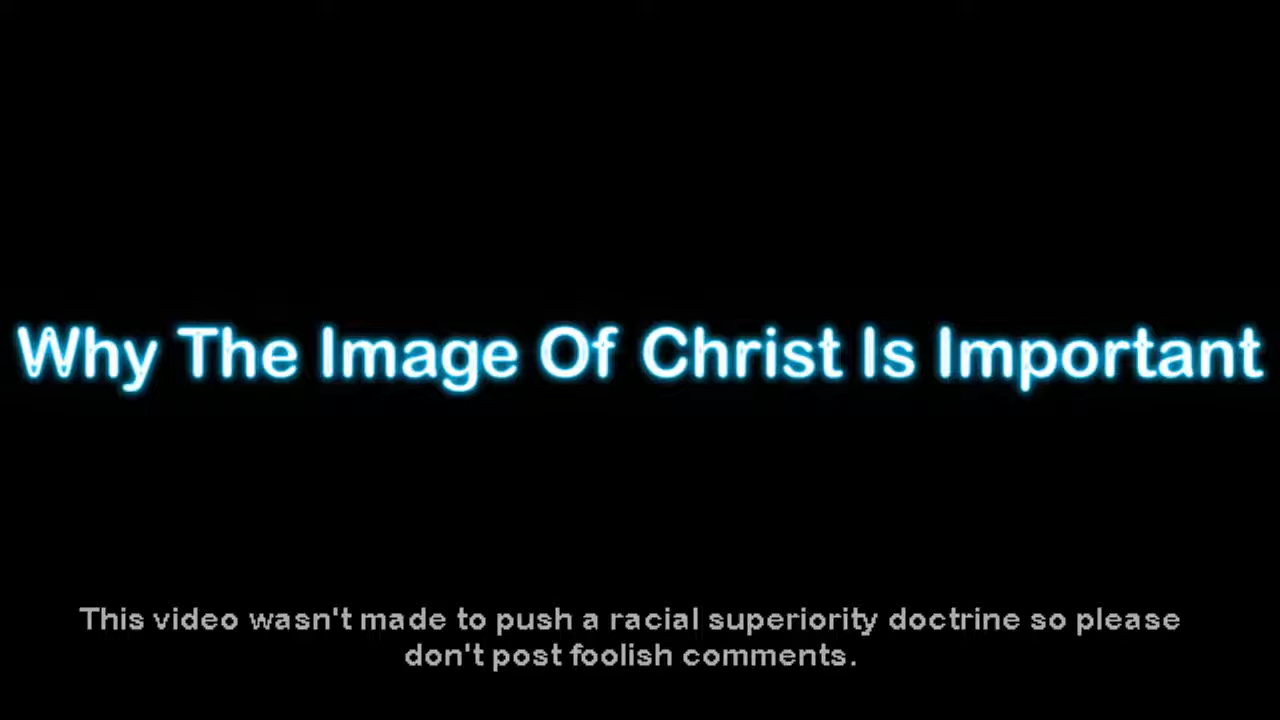 Why The Image Of Christ Is Important
This video wasn't made to push a racial superiority doctrine so please
don't post foolish comments.